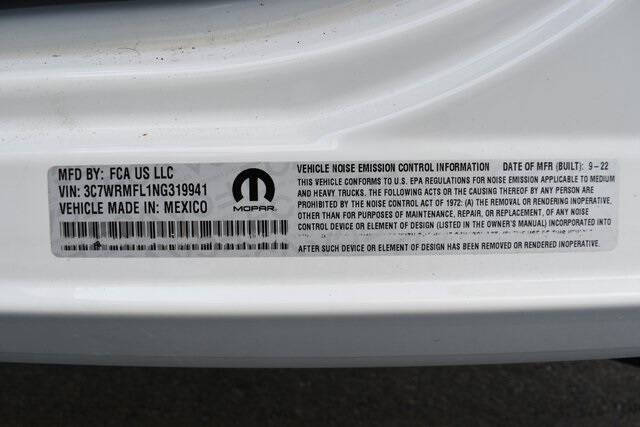 MFD BY: FCA US LLC
VIN: 3C7WRMFL1NG319941
VEHICLE MADE IN: MEXICO
MOPAR
VEHICLE NOISE EMISSION CONTROL INFORMATION DATE OF MFR (BUILT): 9 - 22
THIS VEHICLE CONFORMS TO U.S. EPA REGULATIONS FOR NOISE EMISSION APPLICABLE TO MEDIUM
AND HEAVY TRUCKS. THE FOLLOWING ACTS OR THE CAUSING THEREOF BY ANY PERSON ARE
PROHIBITED BY THE NOISE CONTROL ACT OF 1972: (A) THE REMOVAL OR RENDERING INOPERATIVE,
OTHER THAN FOR PURPOSES OF MAINTENANCE, REPAIR, OR REPLACEMENT, OF ANY NOISE
CONTROL DEVICE OR ELEMENT OF DESIGN (LISTED IN THE OWNER'S MANUAL) INCORPORATED INTO
AFTER SUCH DEVICE OR ELEMENT OF DESIGN HAS BEEN REMOVED OR RENDERED INOPERATIVE.